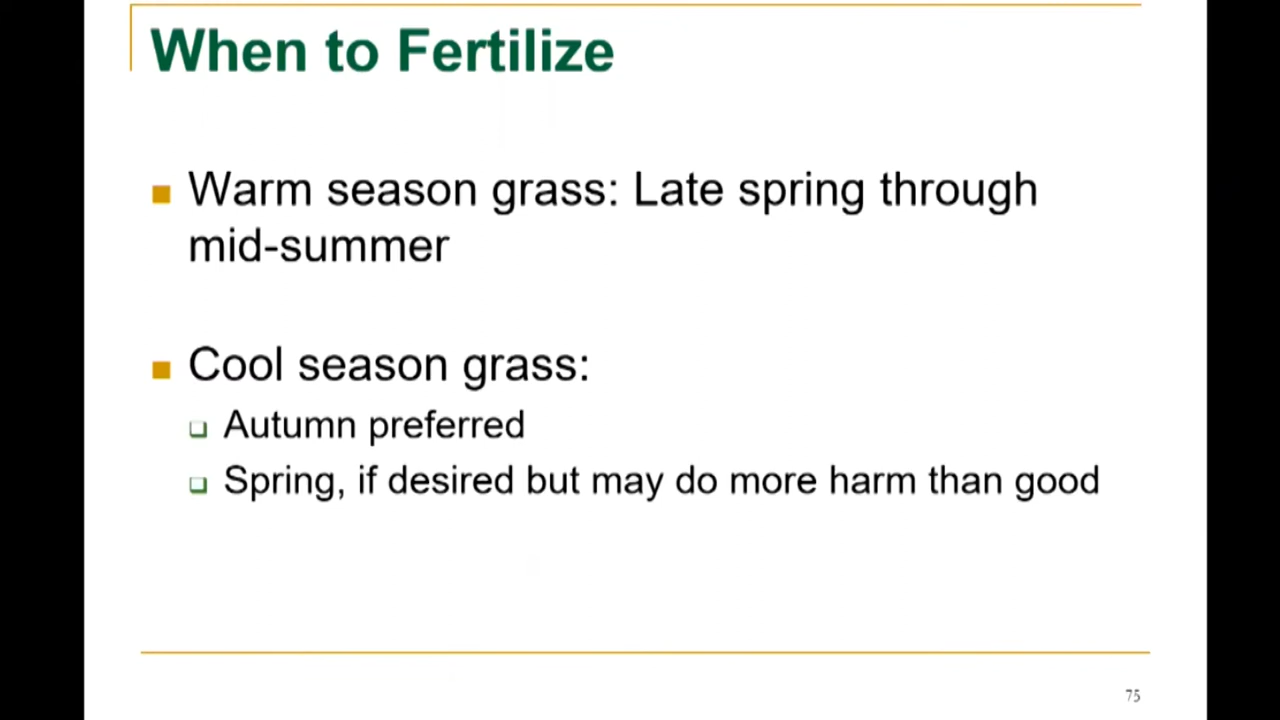 When to Fertilize
Warm season grass: Late spring through
mid-summer
Cool season grass:
Autumn preferred
Spring, if desired but may do more harm than good
75